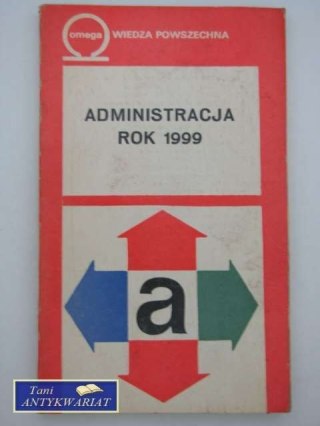 omega
WIEDZA POWSZECHNA
ADMINISTRACJA
ROK 1999
a
Tani
ANTYKWARIAT